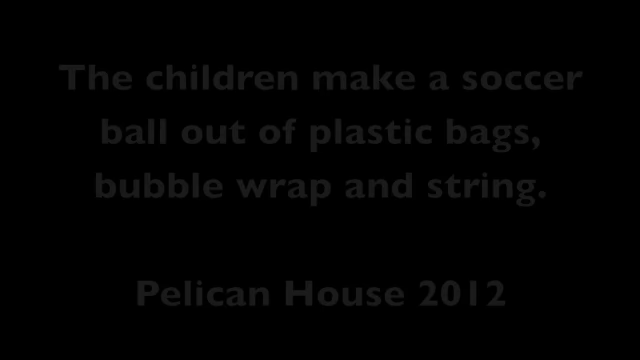 The children make a soccer
ball out of plastic bags,
bubble wrap and string.
Pelican House 2012